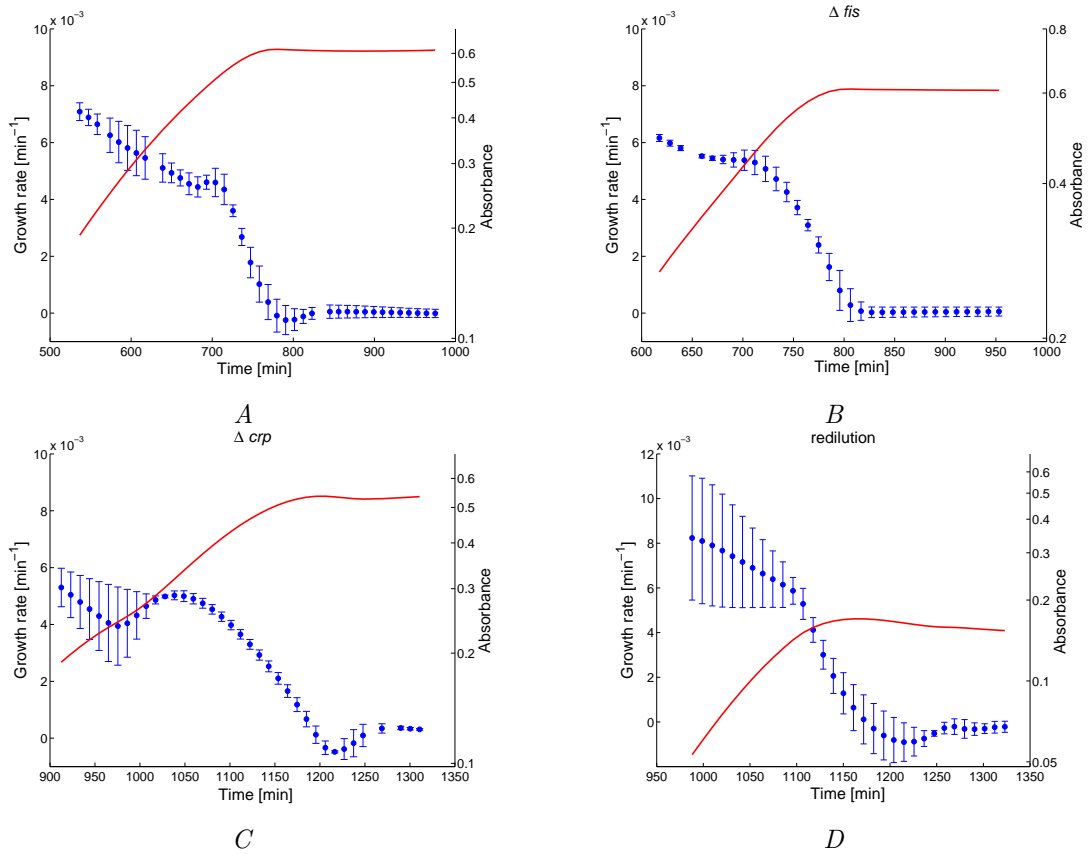 x 10⁻³
10
8
6
4
2
0
Growth rate [min⁻¹]
500 600 700 800 900 1000
Time [min]
0.6
0.5
0.4
0.3
0.2
0.1
Absorbance
A
Δ fis
x 10⁻³
10
8
6
4
2
0
Growth rate [min⁻¹]
600 650 700 750 800 850 900 950 1000
Time [min]
0.8
0.6
0.4
0.2
Absorbance
B
Δ crp
x 10⁻³
10
8
6
4
2
0
Growth rate [min⁻¹]
900 950 1000 1050 1100 1150 1200 1250 1300 1350
Time [min]
0.6
0.5
0.4
0.3
0.2
0.1
Absorbance
C
redilution
x 10⁻³
12
10
8
6
4
2
0
Growth rate [min⁻¹]
950 1000 1050 1100 1150 1200 1250 1300 1350
Time [min]
0.6
0.5
0.4
0.3
0.2
0.1
0.05
Absorbance
D